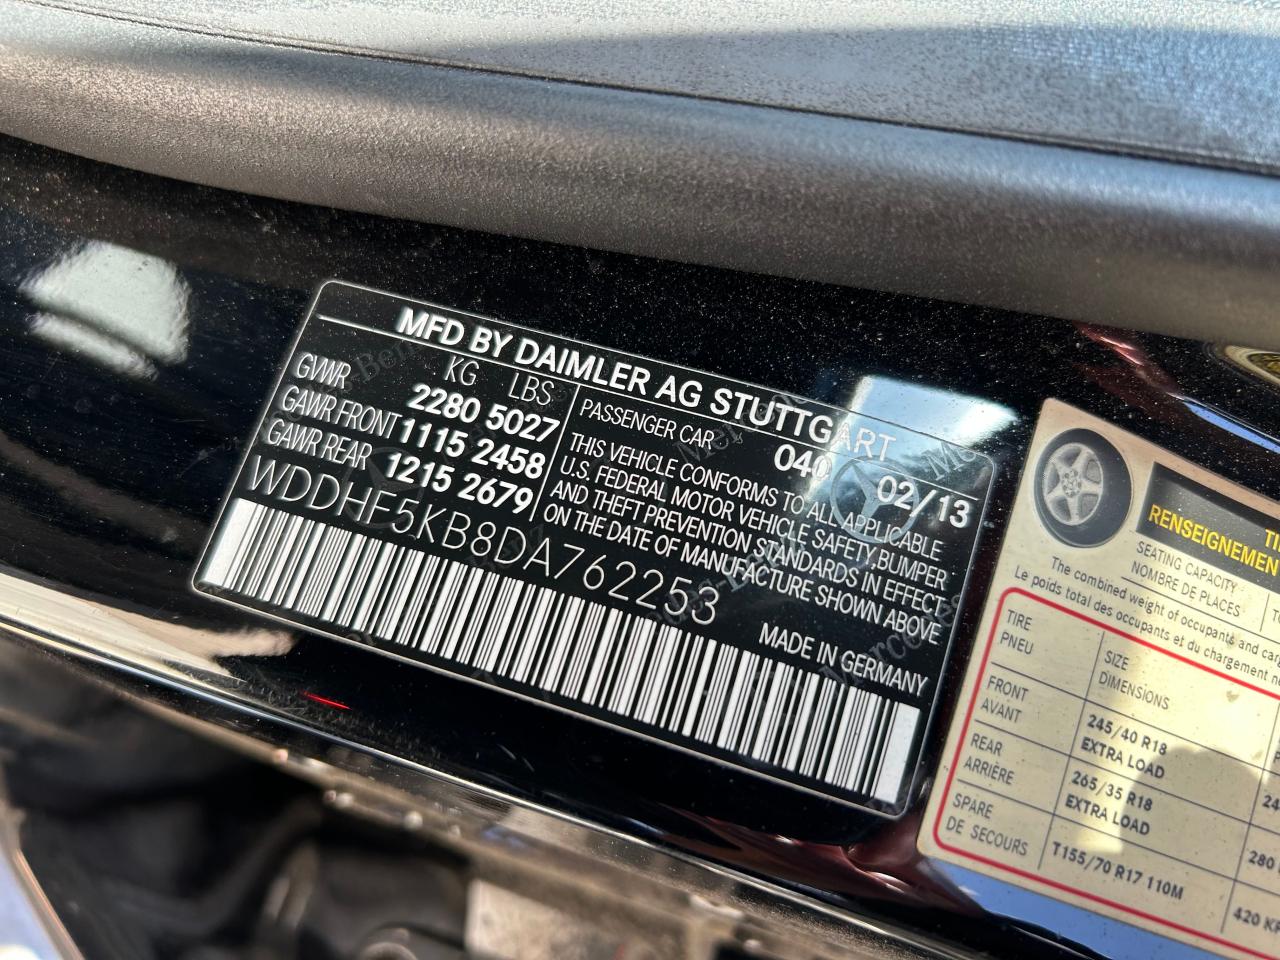 MFD BY DAIMLER AG STUTTGART
KG LBS
GVWR 2280 5027
GAWR FRONT 1115 2458
GAWR REAR 1215 2679
PASSENGER CAR 040 02/13
THIS VEHICLE CONFORMS TO ALL APPLICABLE
U.S. FEDERAL MOTOR VEHICLE SAFETY,BUMPER
AND THEFT PREVENTION STANDARDS IN EFFECT
ON THE DATE OF MANUFACTURE SHOWN ABOVE
WDDHF5KB8DA762253
MADE IN GERMANY
RENSEIGNEMEN
SEATING CAPACITY
NOMBRE DE PLACES
The combined weight of occupants and
Le poids total des occupants et du chargement
TIRE
PNEU
SIZE
DIMENSIONS
FRONT
AVANT
245/40 R18
EXTRA LOAD
REAR
ARRIÈRE
265/35 R18
EXTRA LOAD
280
SPARE
DE SECOURS
T155/70 R17 110M
420